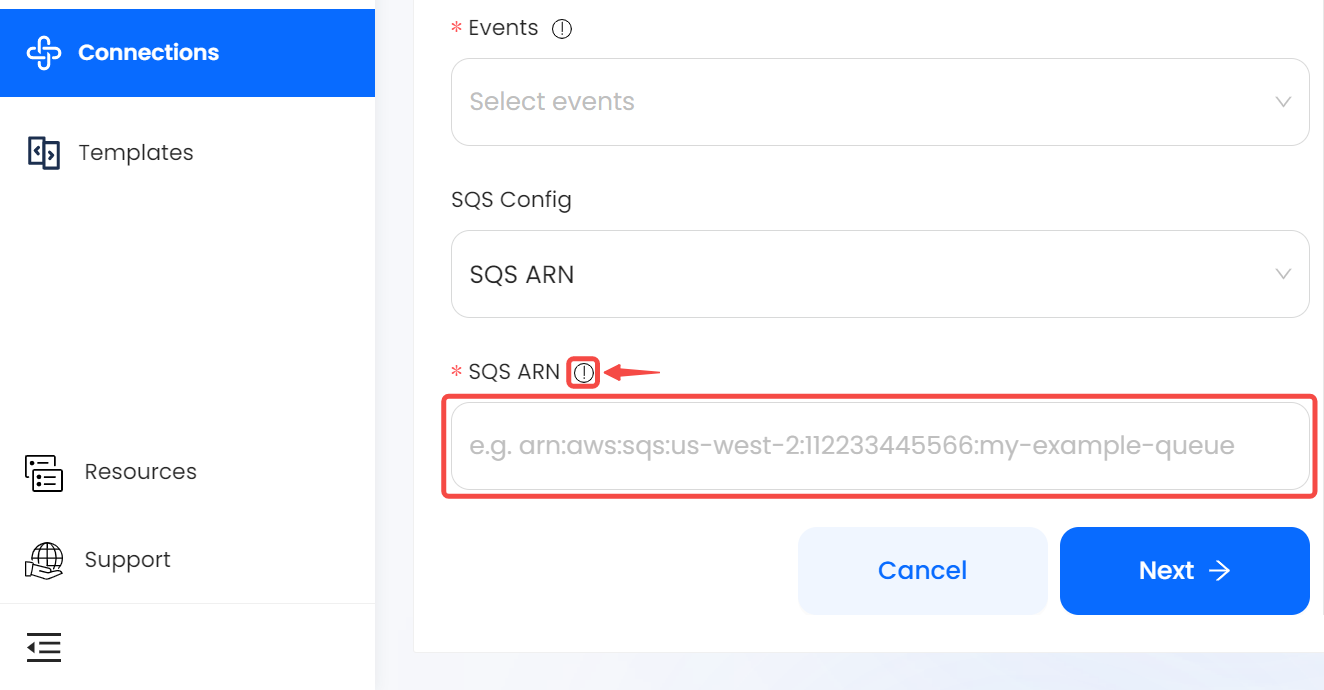 Connections
Templates
Resources
Support
* Events
Select events
SQS Config
SQS ARN
* SQS ARN
e.g. arn:aws:sqs:us-west-2:112233445566:my-example-queue
Cancel
Next